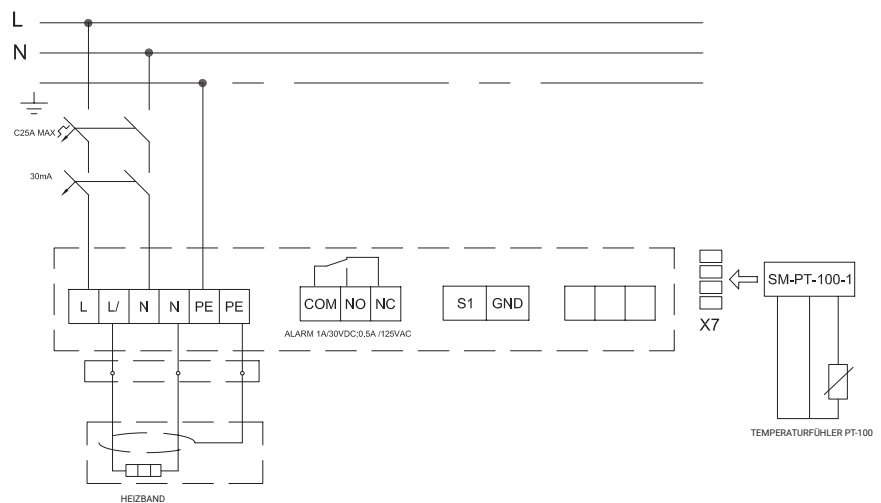 L
N
C25A MAX
30mA
L L/ N N PE PE
COM NO NC
S1 GND
SM-PT-100-1
X7
ALARM 1A/30VDC;0.5A /125VAC
TEMPERATURFÜHLER PT-100
HEIZBAND